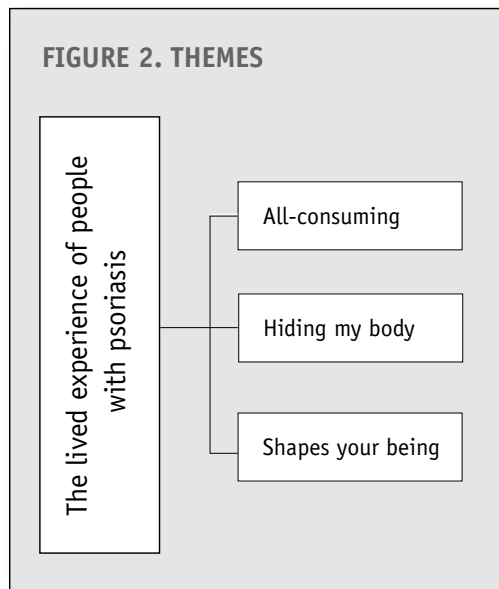 FIGURE 2. THEMES
The lived experience of people
with psoriasis
All-consuming
Hiding my body
Shapes your being